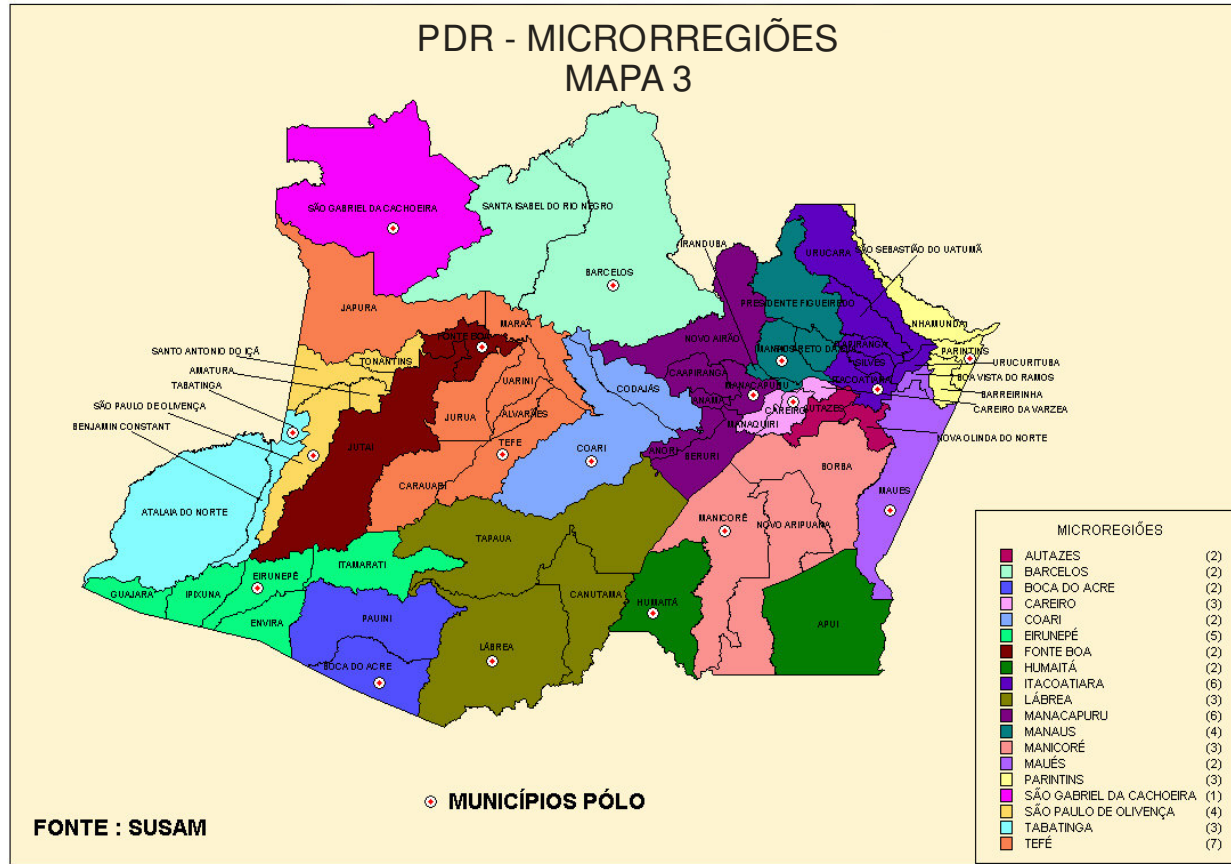 PDR - MICRORREGIÕES
MAPA 3
SÃO GABRIEL DA CACHOEIRA
SANTA ISABEL DO RIO NEGRO
BARCELOS
IRANDUBA
URUCARA
SÃO SEBASTIÃO DO UATUMÃ
JAPURA
MARAÃ
PRESIDENTE FIGUEIREDO
NHAMUNDA
NOVO AIRÃO
FONTE BOA
SANTO ANTONIO DO IÇÁ
TONANTINS
AMATURA
TABATINGA
SÃO PAULO DE OLIVENÇA
BENJAMIN CONSTANT
UARINI
ALVARÃES
JURUA
TEFE
JUTAI
CARAUARI
CODAJÁS
COARI
CAAPIRANGA
MANACAPURU
ANAMÃ
ANORI
BERURI
MANAQUIRI
CAREIRO
AUTAZES
SILVES
ITACOATIARA
PARINTINS
URUCURITUBA
BOA VISTA DO RAMOS
BARREIRINHA
CAREIRO DA VARZEA
NOVA OLINDA DO NORTE
BORBA
MAUES
ATALAIA DO NORTE
MANICORÉ
NOVO ARIPUANA
TAPAUA
ITAMARATI
EIRUNEPÉ
GUAJARA
IPIXUNA
ENVIRA
PAUINI
CANUTAMA
HUMAITÁ
APUI
LÁBREA
BOCA DO ACRE
MICROREGIÕES
AUTAZES (2)
BARCELOS (2)
BOCA DO ACRE (2)
CAREIRO (3)
COARI (2)
EIRUNEPÉ (5)
FONTE BOA (2)
HUMAITÁ (2)
ITACOATIARA (6)
LÁBREA (3)
MANACAPURU (6)
MANAUS (4)
MANICORÉ (3)
MAUÉS (2)
PARINTINS (3)
SÃO GABRIEL DA CACHOEIRA (1)
SÃO PAULO DE OLIVENÇA (4)
TABATINGA (3)
TEFÉ (7)
MUNICÍPIOS PÓLO
FONTE : SUSAM